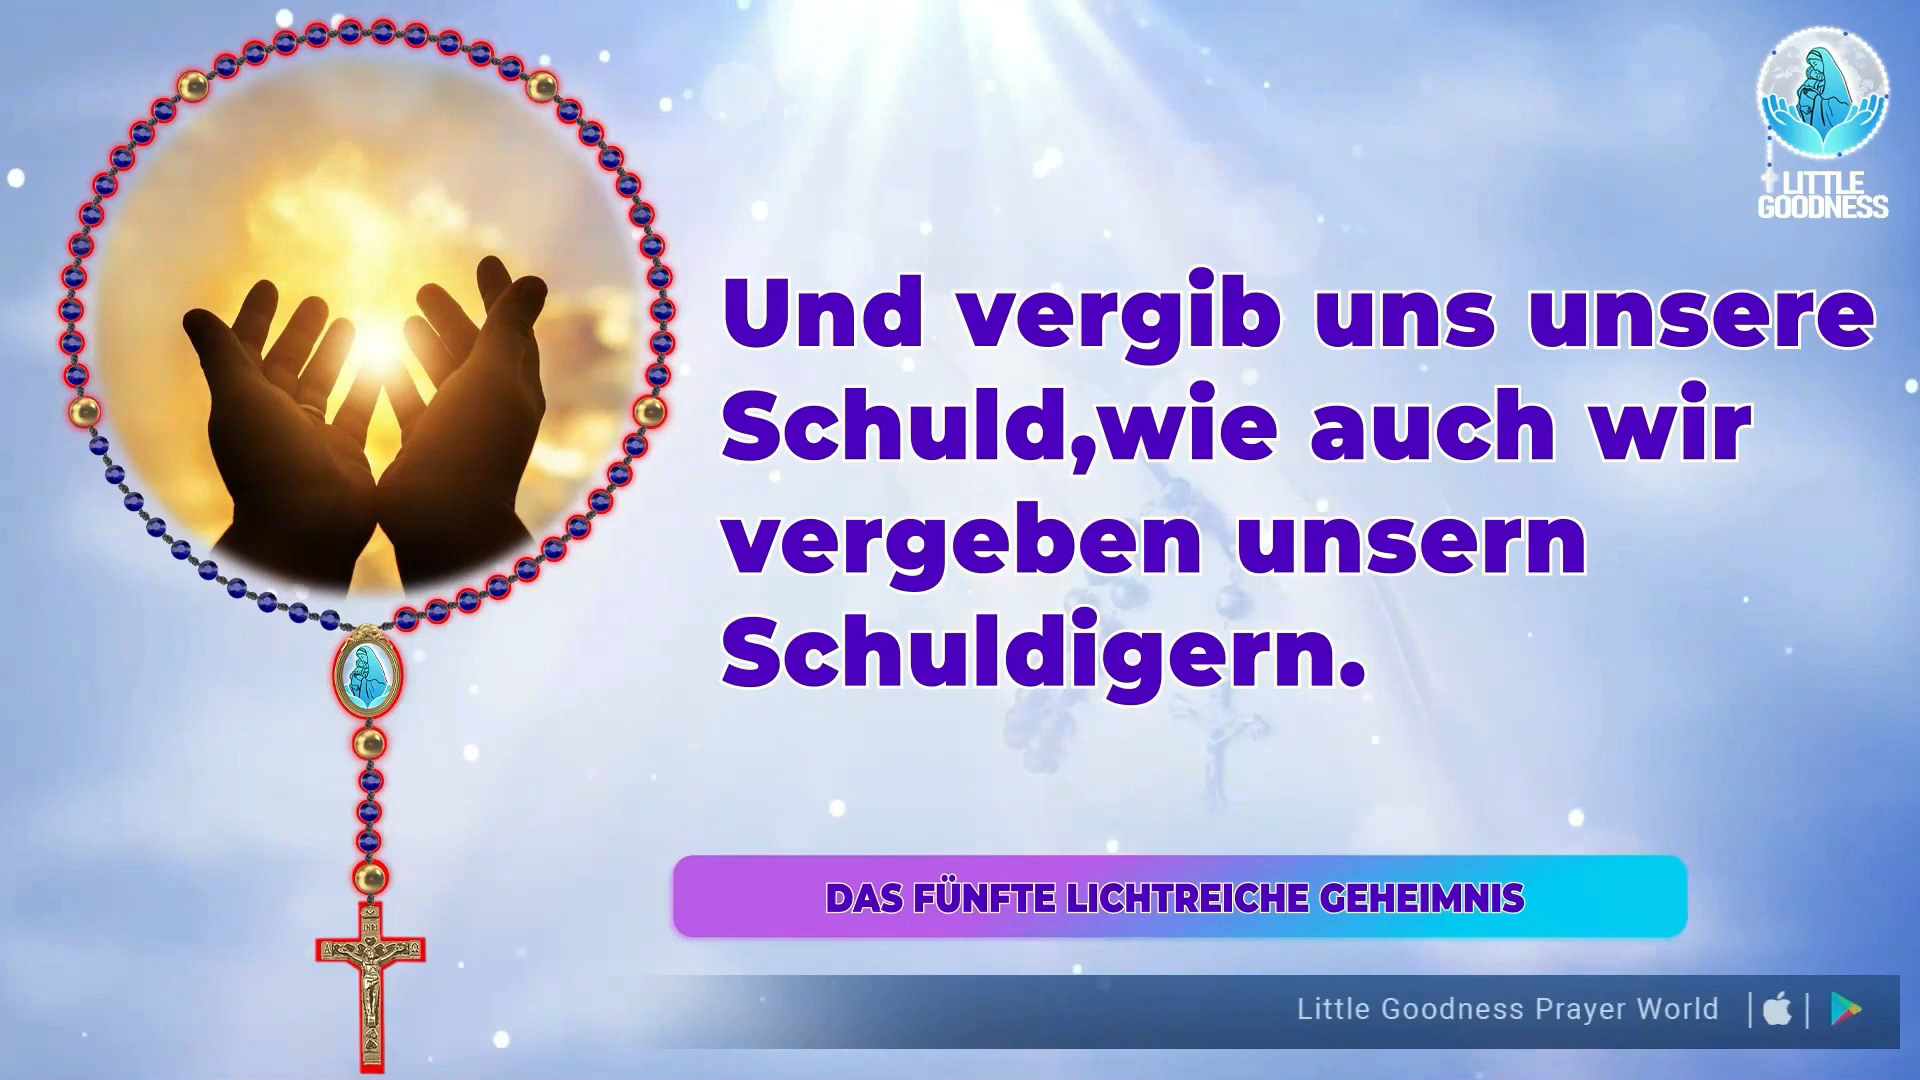 LITTLE
GOODNESS
Und vergib uns unsere
Schuld,wie auch wir
vergeben unsern
Schuldigern.
DAS FÜNFTE LICHTREICHE GEHEIMNIS
Little Goodness Prayer World
INRI